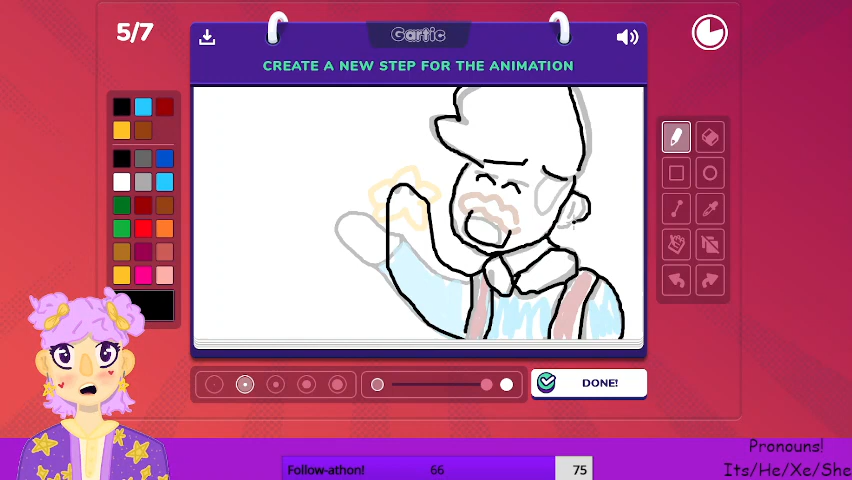 5/7
Gartic
CREATE A NEW STEP FOR THE ANIMATION
DONE!
Pronouns!
Its/He/Xe/She
Follow-athon! 66 75